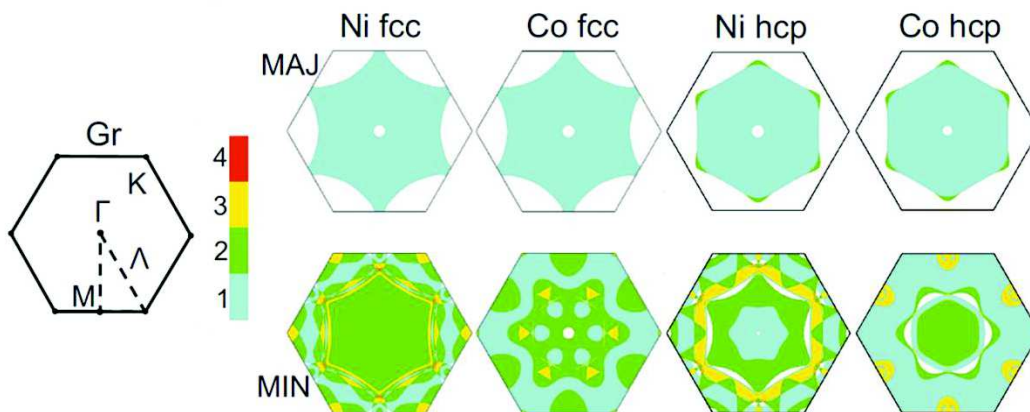 Ni fcc
Co fcc
Ni hcp
Co hcp
MAJ
Gr
K
Γ
Λ
M
4
3
2
1
MIN